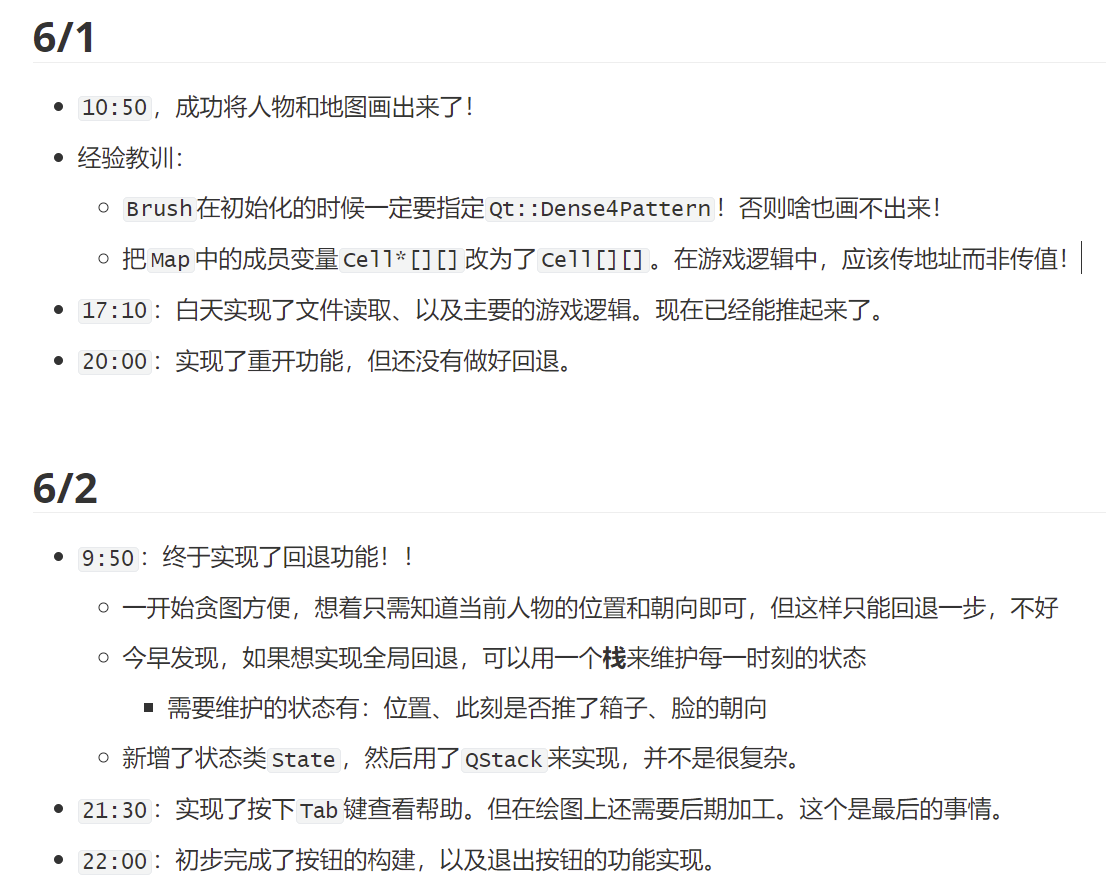 6/1
10:50，成功将人物和地图画出来了！
经验教训：
Brush在初始化的时候一定要指定Qt::Dense4Pattern！否则啥也画不出来！
把Map中的成员变量Cell*[][]改为了Cell[][]。在游戏逻辑中，应该传地址而非传值！
17:10：白天实现了文件读取、以及主要的游戏逻辑。现在已经能推起来了。
20:00：实现了重开功能，但还没有做好回退。
6/2
9:50：终于实现了回退功能！！
一开始贪图方便，想着只需知道当前人物的位置和朝向即可，但这样只能回退一步，不好
今早发现，如果想实现全局回退，可以用一个栈来维护每一时刻的状态
需要维护的状态有：位置、此刻是否推了箱子、脸的朝向
新增了状态类State，然后用了QStack来实现，并不是很复杂。
21:30：实现了按下Tab键查看帮助。但在绘图上还需要后期加工。这个是最后的事情。
22:00：初步完成了按钮的构建，以及退出按钮的功能实现。